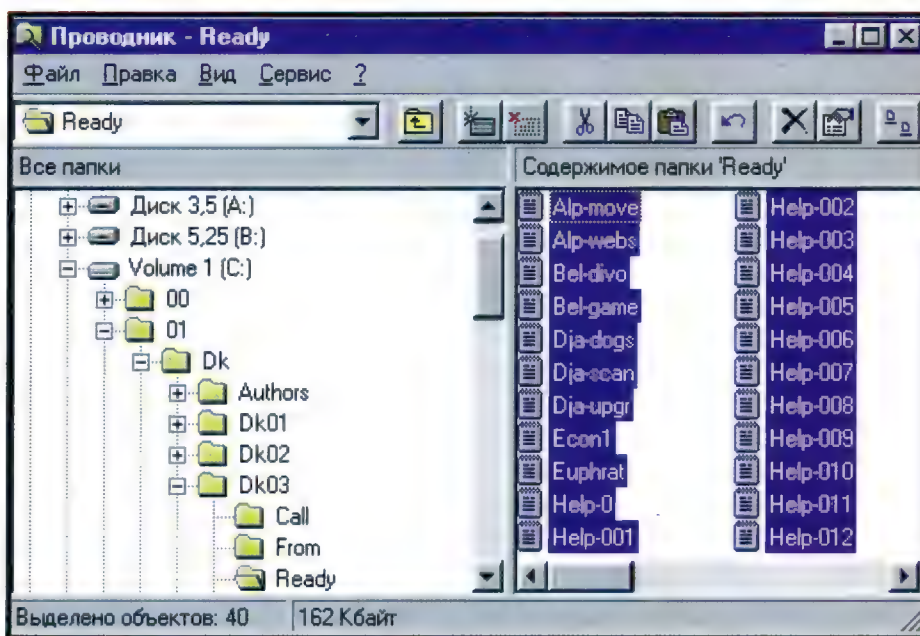 Проводник - Ready
Файл Правка Вид Сервис ?
Ready
Все папки
Содержимое папки 'Ready'
Диск 3,5 (A:)
Диск 5,25 (B:)
Volume 1 (C:)
00
01
Dk
Authors
Dk01
Dk02
Dk03
Call
From
Ready
Alp-move
Alp-webs
Bel-divo
Bel-game
Dja-dogs
Dja-scan
Dja-upgr
Econ1
Euphrat
Help-0
Help-001
Help-002
Help-003
Help-004
Help-005
Help-006
Help-007
Help-008
Help-009
Help-010
Help-011
Help-012
Выделено объектов: 40 162 Кбайт